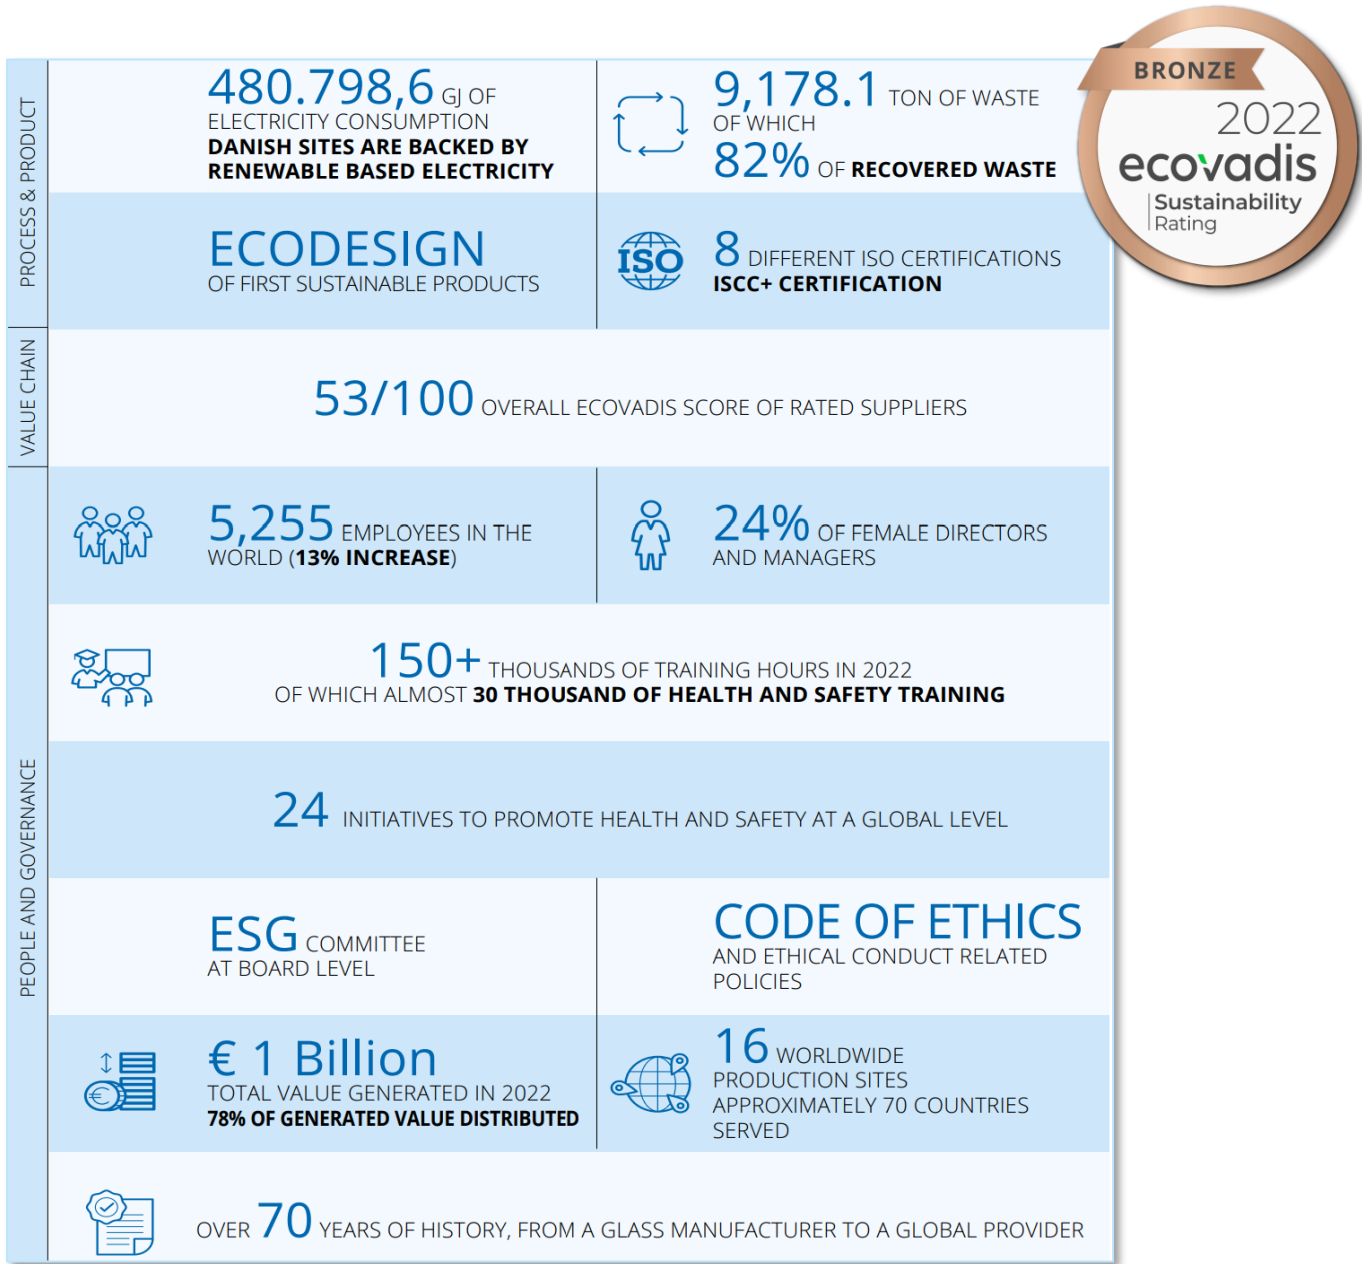 BRONZE
2022
ecovadis
Sustainability
Rating
PROCESS & PRODUCT
480.798,6 GJ OF
ELECTRICITY CONSUMPTION
DANISH SITES ARE BACKED BY
RENEWABLE BASED ELECTRICITY
9,178.1 TON OF WASTE
OF WHICH
82% OF RECOVERED WASTE
ECODESIGN
OF FIRST SUSTAINABLE PRODUCTS
ISO
8 DIFFERENT ISO CERTIFICATIONS
ISCC+ CERTIFICATION
VALUE CHAIN
53/100 OVERALL ECOVADIS SCORE OF RATED SUPPLIERS
PEOPLE AND GOVERNANCE
5,255 EMPLOYEES IN THE
WORLD (13% INCREASE)
24% OF FEMALE DIRECTORS
AND MANAGERS
150+ THOUSANDS OF TRAINING HOURS IN 2022
OF WHICH ALMOST 30 THOUSAND OF HEALTH AND SAFETY TRAINING
24 INITIATIVES TO PROMOTE HEALTH AND SAFETY AT A GLOBAL LEVEL
ESG COMMITTEE
AT BOARD LEVEL
CODE OF ETHICS
AND ETHICAL CONDUCT RELATED
POLICIES
€ 1 Billion
TOTAL VALUE GENERATED IN 2022
78% OF GENERATED VALUE DISTRIBUTED
16 WORLDWIDE
PRODUCTION SITES
APPROXIMATELY 70 COUNTRIES
SERVED
OVER 70 YEARS OF HISTORY, FROM A GLASS MANUFACTURER TO A GLOBAL PROVIDER